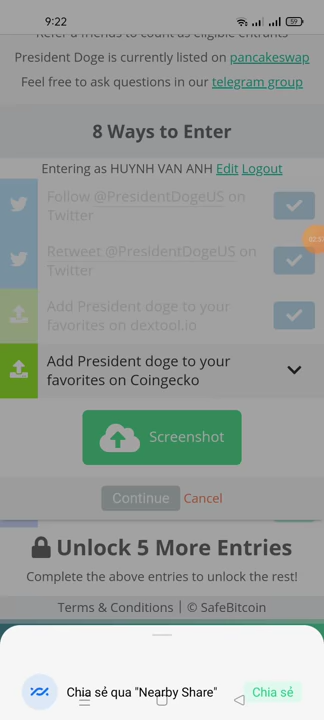 9:22
59
Refer a friends to count as eligible entrants
President Doge is currently listed on pancakeswap
Feel free to ask questions in our telegram group
8 Ways to Enter
Entering as HUYNH VAN ANH Edit Logout
Follow @PresidentDogeUS on
Twitter
Retweet @PresidentDogeUS on
Twitter
Add President doge to your
favorites on dextool.io
Add President doge to your
favorites on Coingecko
Screenshot
Continue Cancel
Unlock 5 More Entries
Complete the above entries to unlock the rest!
Terms & Conditions | © SafeBitcoin
Chia sẻ qua "Nearby Share"
Chia sẻ